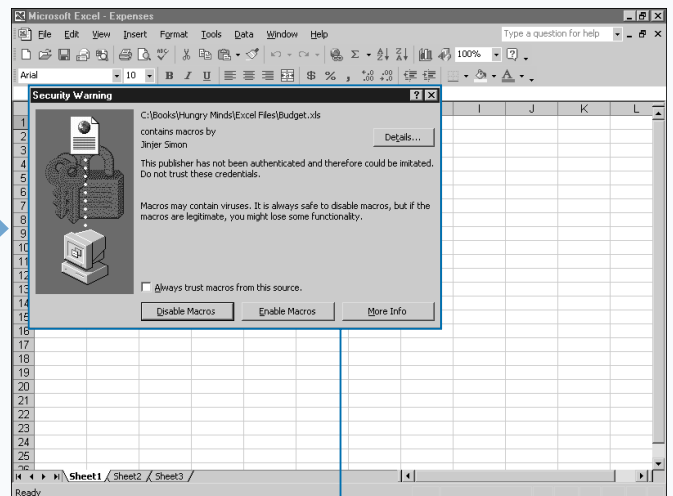 Microsoft Excel - Expenses
File Edit View Insert Format Tools Data Window Help
Type a question for help
100%
Arial 10 B I U $ % ,
Security Warning
C:\Books\Hungry Minds\Excel Files\Budget.xls
contains macros by
Jinjer Simon
Details...
This publisher has not been authenticated and therefore could be imitated.
Do not trust these credentials.
Macros may contain viruses. It is always safe to disable macros, but if the
macros are legitimate, you might lose some functionality.
Always trust macros from this source.
Disable Macros Enable Macros More Info
I J K L
1
2
3
4
5
6
7
8
9
10
11
12
13
14
15
16
17
18
19
20
21
22
23
24
25
26
Sheet1 Sheet2 Sheet3
Ready